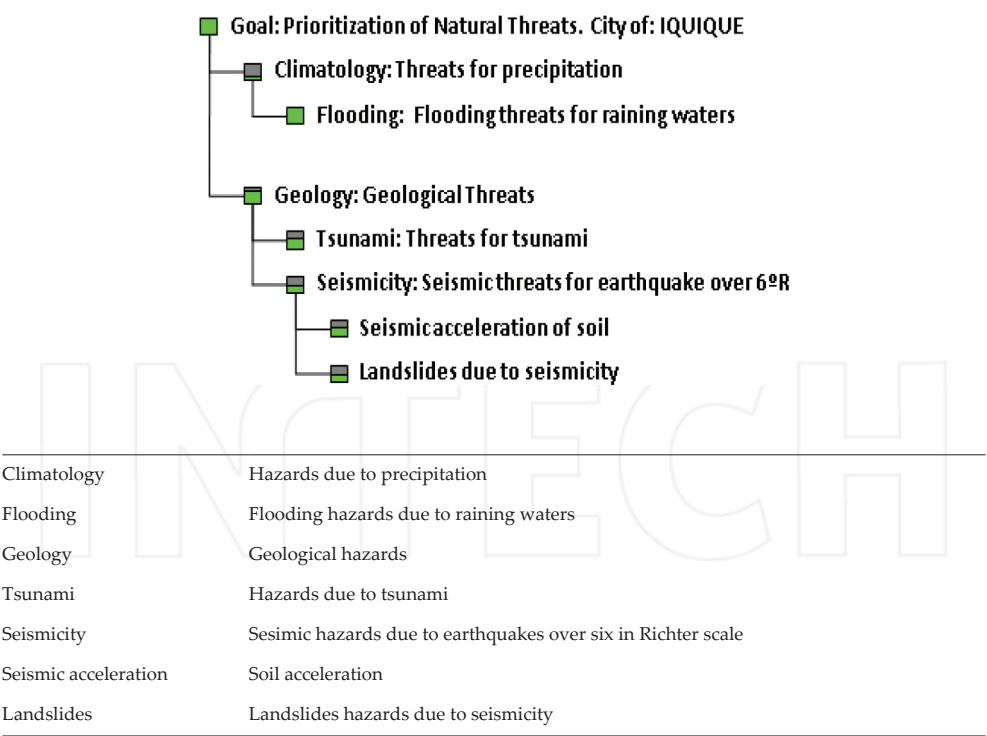 Goal: Prioritization of Natural Threats. City of: IQUIQUE
Climatology: Threats for precipitation
Flooding: Flooding threats for raining waters
Geology: Geological Threats
Tsunami: Threats for tsunami
Seismicity: Seismic threats for earthquake over 6ºR
Seismic acceleration of soil
Landslides due to seismicity
INTECH
Climatology Hazards due to precipitation
Flooding Flooding hazards due to raining waters
Geology Geological hazards
Tsunami Hazards due to tsunami
Seismicity Sesimic hazards due to earthquakes over six in Richter scale
Seismic acceleration Soil acceleration
Landslides Landslides hazards due to seismicity